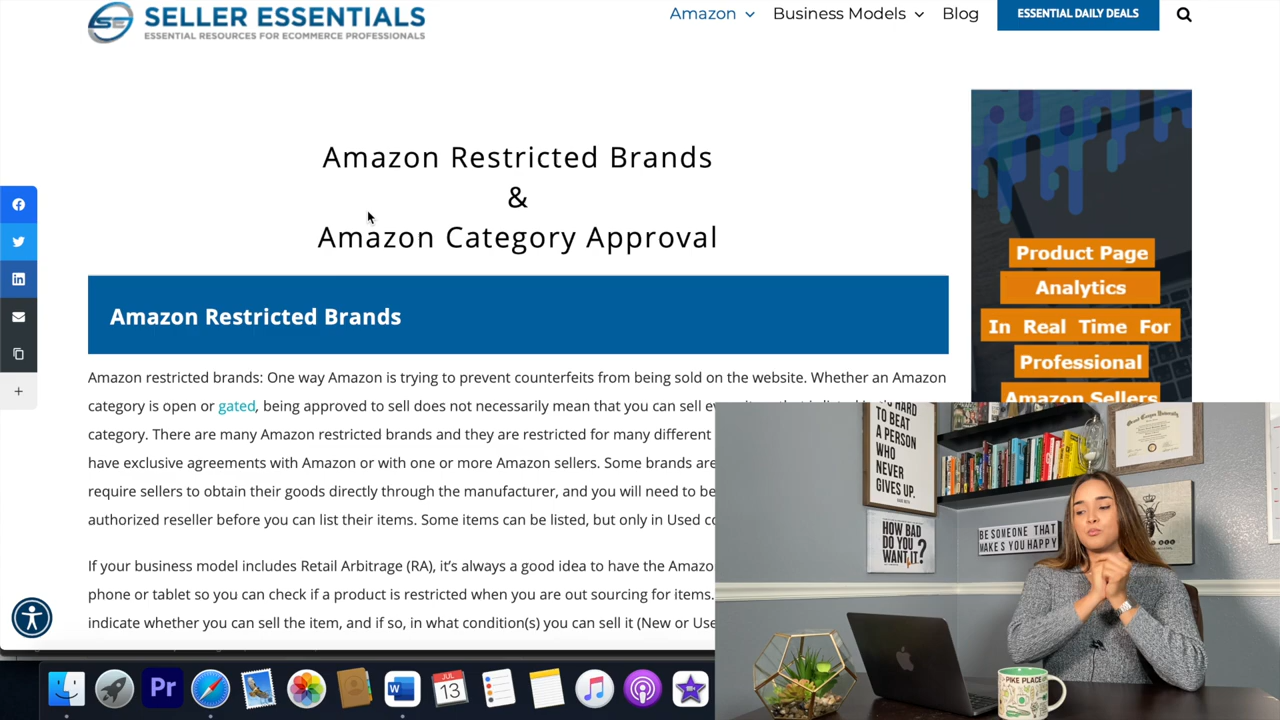 SELLER ESSENTIALS
ESSENTIAL RESOURCES FOR ECOMMERCE PROFESSIONALS
Amazon
Business Models
Blog
ESSENTIAL DAILY DEALS
Amazon Restricted Brands
&
Amazon Category Approval
Amazon Restricted Brands
Amazon restricted brands: One way Amazon is trying to prevent counterfeits from being sold on the website. Whether an Amazon
category is open or gated, being approved to sell does not necessarily mean that you can sell
category. There are many Amazon restricted brands and they are restricted for many different
have exclusive agreements with Amazon or with one or more Amazon sellers. Some brands are
require sellers to obtain their goods directly through the manufacturer, and you will need to be
authorized reseller before you can list their items. Some items can be listed, but only in Used
If your business model includes Retail Arbitrage (RA), it's always a good idea to have the
phone or tablet so you can check if a product is restricted when you are out sourcing for items.
indicate whether you can sell the item, and if so, in what condition(s) you can sell it (New or
Product Page
Analytics
In Real Time For
Professional
Amazon Sellers
TO BEAT
A PERSON
WHO
NEVER
GIVES UP.
HOW BAD
DO YOU
WANT IT?
BE SOMEONE THAT
MAKES YOU HAPPY
PIKE PLACE
Pr
W
JUL
13